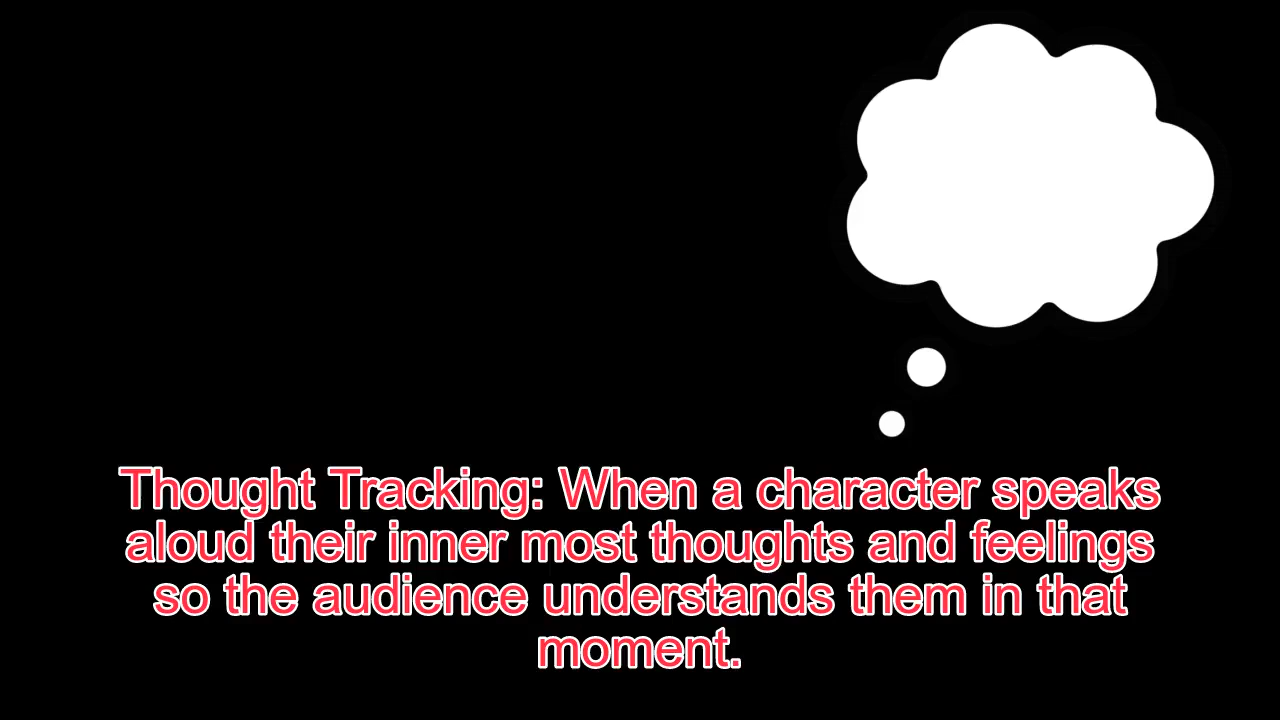 Thought Tracking: When a character speaks
aloud their inner most thoughts and feelings
so the audience understands them in that
moment.